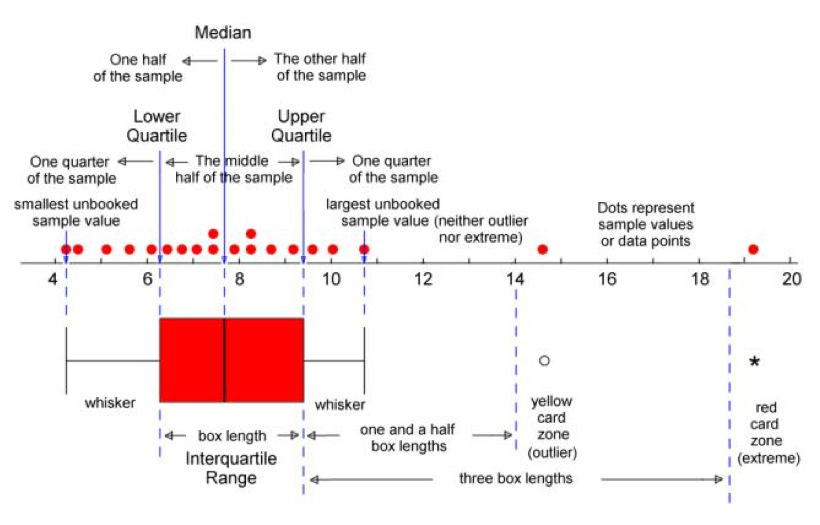 Median
One half
of the sample
The other half
of the sample
Lower
Quartile
Upper
Quartile
One quarter
of the sample
The middle
half of the sample
One quarter
of the sample
smallest unbooked
sample value
largest unbooked
sample value (neither outlier
nor extreme)
Dots represent
sample values
or data points
4 6 8 10 12 14 16 18 20
whisker
whisker
box length
Interquartile
Range
one and a half
box lengths
yellow
card
zone
(outlier)
*
red
card
zone
(extreme)
three box lengths